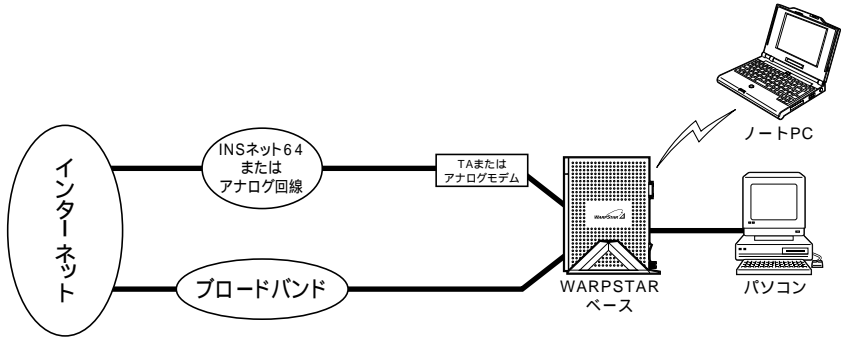 インターネット
INSネット64
または
アナログ回線
TAまたは
アナログモデム
ブロードバンド
WARPSTAR
WARPSTAR
ベース
ノートPC
パソコン